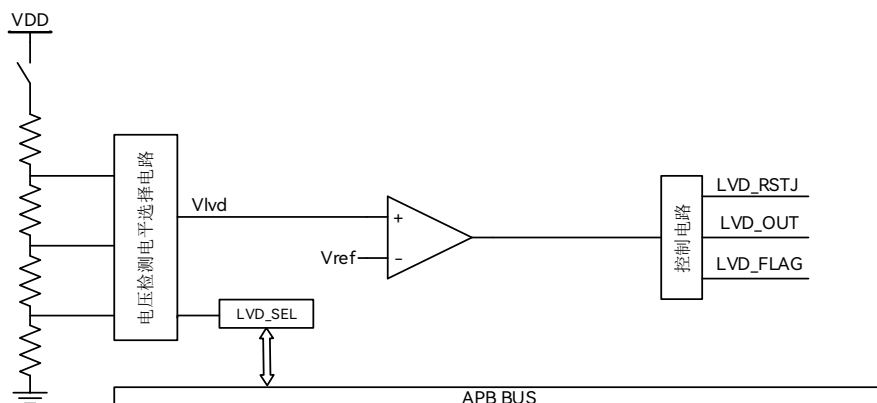 VDD
电压检测电平选择电路
Vlvd
Vref
+
-
LVD_SEL
控制电路
LVD_RSTJ
LVD_OUT
LVD_FLAG
APB BUS